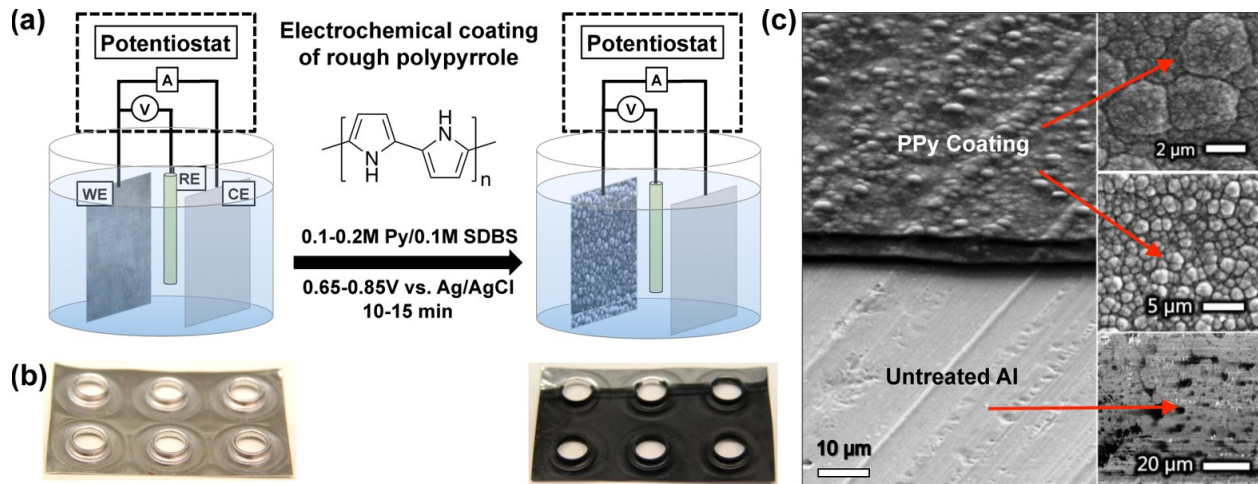 (a)
Potentiostat
A
V
WE
RE
CE
Electrochemical coating
of rough polypyrrole
H
N
N
H
n
0.1-0.2M Py/0.1M SDBS
0.65-0.85V vs. Ag/AgCl
10-15 min
Potentiostat
A
V
(b)
(c)
PPy Coating
Untreated Al
10 µm
2 µm
5 µm
20 µm